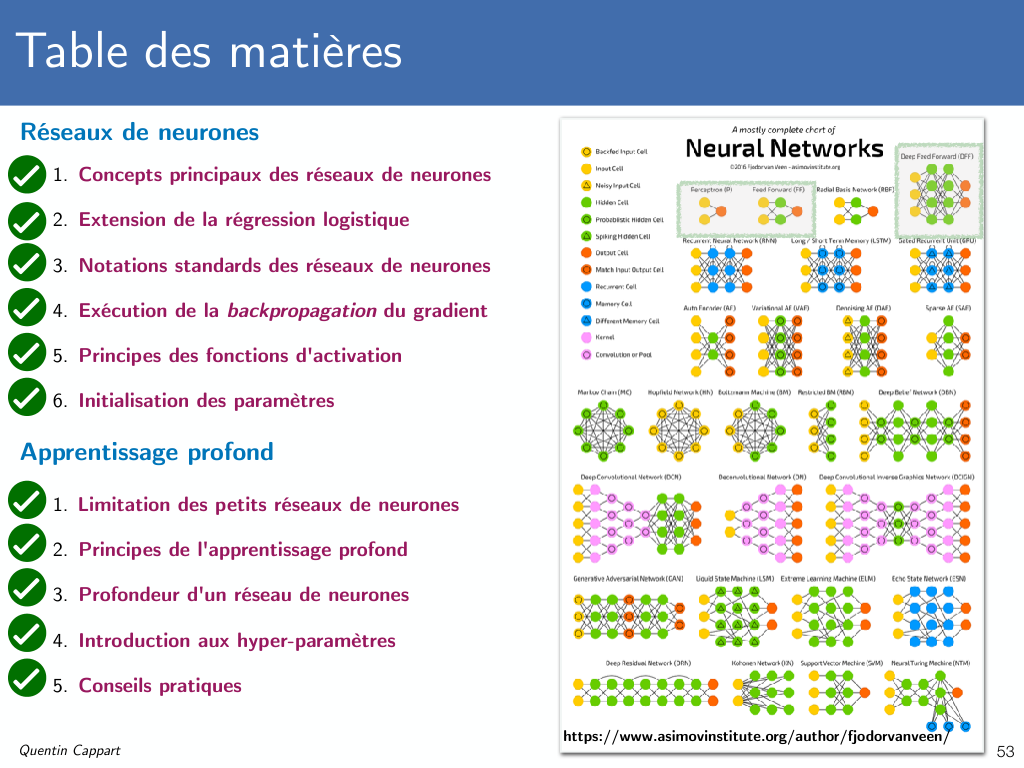 Table des matières
Réseaux de neurones
1. Concepts principaux des réseaux de neurones
2. Extension de la régression logistique
3. Notations standards des réseaux de neurones
4. Exécution de la backpropagation du gradient
5. Principes des fonctions d'activation
6. Initialisation des paramètres
Apprentissage profond
1. Limitation des petits réseaux de neurones
2. Principes de l'apprentissage profond
3. Profondeur d'un réseau de neurones
4. Introduction aux hyper-paramètres
5. Conseils pratiques
A mostly complete chart of
Neural Networks
©2016 Fjodor van Veen - asimovinstitute.org
Backfed Input Cell
Input Cell
Noisy Input Cell
Hidden Cell
Probablistic Hidden Cell
Spiking Hidden Cell
Output Cell
Match Input Output Cell
Recurrent Cell
Memory Cell
Different Memory Cell
Kernel
Convolution or Pool
Perceptron (P)
Feed Forward (FF)
Radial Basis Network (RBF)
Deep Feed Forward (DFF)
Recurrent Neural Network (RNN)
Long / Short Term Memory (LSTM)
Gated Recurrent Unit (GRU)
Auto Encoder (AE)
Variational AE (VAE)
Denoising AE (DAE)
Sparse AE (SAE)
Markov Chain (MC)
Hopfield Network (HN)
Boltzmann Machine (BM)
Restricted BM (RBM)
Deep Belief Network (DBN)
Deep Convolutional Network (DCN)
Deconvolutional Network (DN)
Deep Convolutional Inverse Graphics Network (DCIGN)
Generative Adversarial Network (GAN)
Liquid State Machine (LSM)
Extreme Learning Machine (ELM)
Echo State Network (ESN)
Deep Residual Network (DRN)
Kohonen Network (KN)
Support Vector Machine (SVM)
Neural Turing Machine (NTM)
https://www.asimovinstitute.org/author/fjodorvanveen/
Quentin Cappart
53